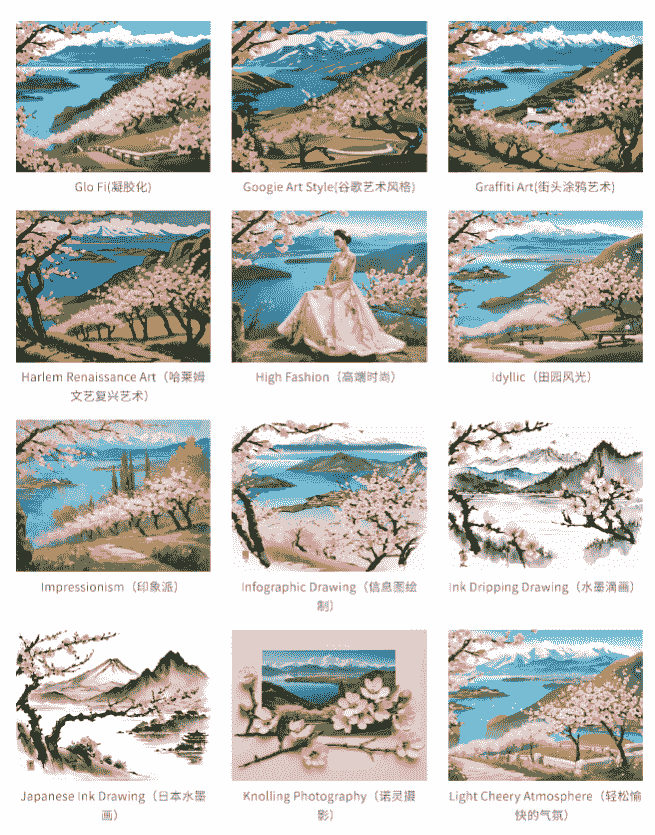 Glo Fi(凝胶化)
Googie Art Style(谷歌艺术风格)
Graffiti Art(街头涂鸦艺术)
Harlem Renaissance Art（哈莱姆
文艺复兴艺术）
High Fashion（高端时尚）
Idyllic（田园风光）
Impressionism（印象派）
Infographic Drawing（信息图绘
制）
Ink Dripping Drawing（水墨滴画）
Japanese Ink Drawing（日本水墨
画）
Knolling Photography（诺灵摄
影）
Light Cheery Atmosphere（轻松愉
快的气氛）